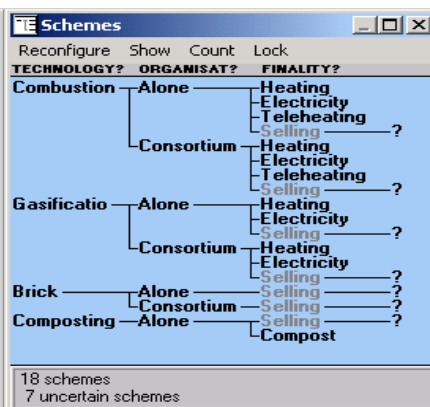 Schemes
Reconfigure Show Count Lock
TECHNOLOGY? ORGANISAT? FINALITY?
Combustion Alone Heating
Electricity
Teleheating
Selling ?
Consortium Heating
Electricity
Teleheating
Selling ?
Gasificatio Alone Heating
Electricity
Selling ?
Consortium Heating
Electricity
Selling ?
Brick Alone Selling ?
Consortium Selling ?
Composting Alone Selling ?
Compost
18 schemes
7 uncertain schemes